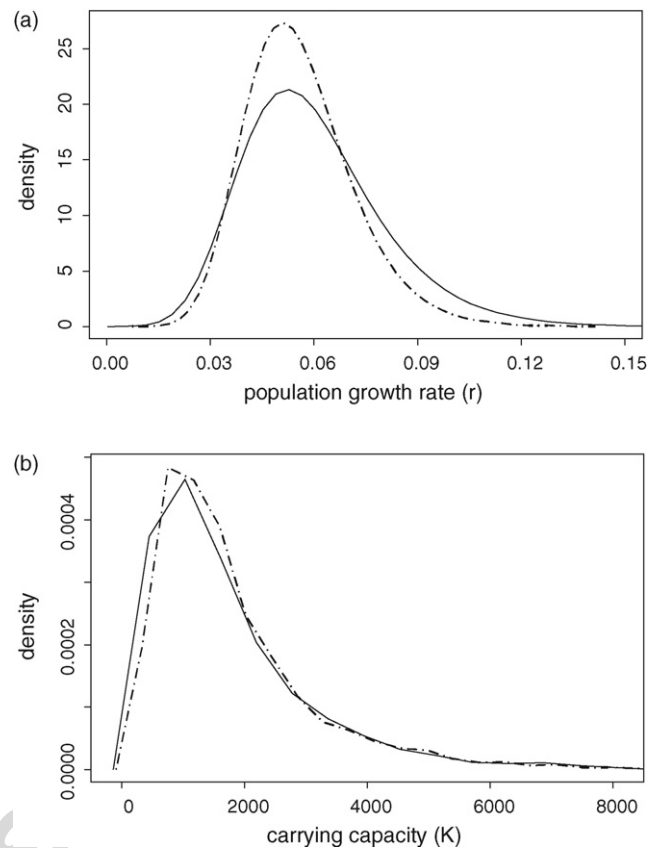 (a)
25
20
15
10
5
0
density
0.00 0.03 0.06 0.09 0.12 0.15
population growth rate (r)
(b)
0.0004
0.0002
0.0000
density
0 2000 4000 6000 8000
carrying capacity (K)